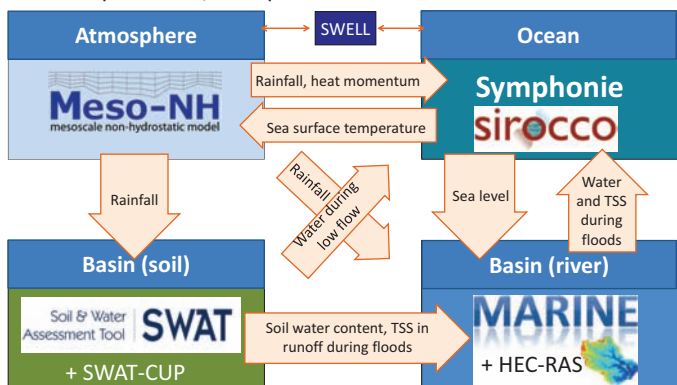 Atmosphere
SWELL
Ocean
Meso-NH
mesoscale non-hydrostatic model
Rainfall, heat momentum
Sea surface temperature
Symphonie
sirocco
Rainfall
Rainfall
Water during
low flow
Sea level
Water
and TSS
during
floods
Basin (soil)
Basin (river)
Soil & Water
Assessment Tool
SWAT
+ SWAT-CUP
Soil water content, TSS in
runoff during floods
MARINE
+ HEC-RAS